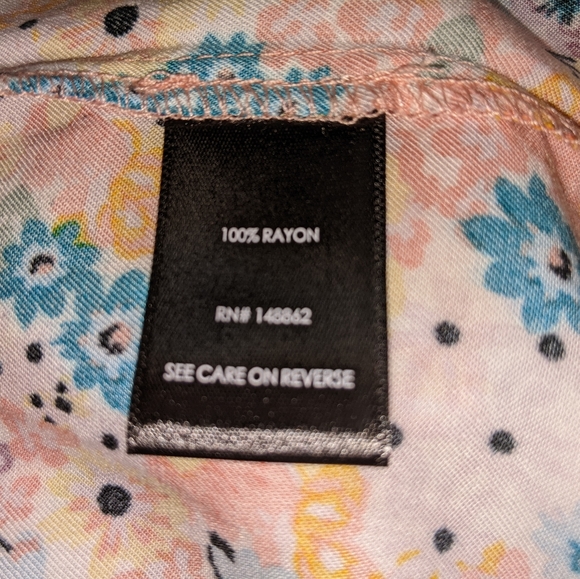 100% RAYON
RN# 148862
SEE CARE ON REVERSE